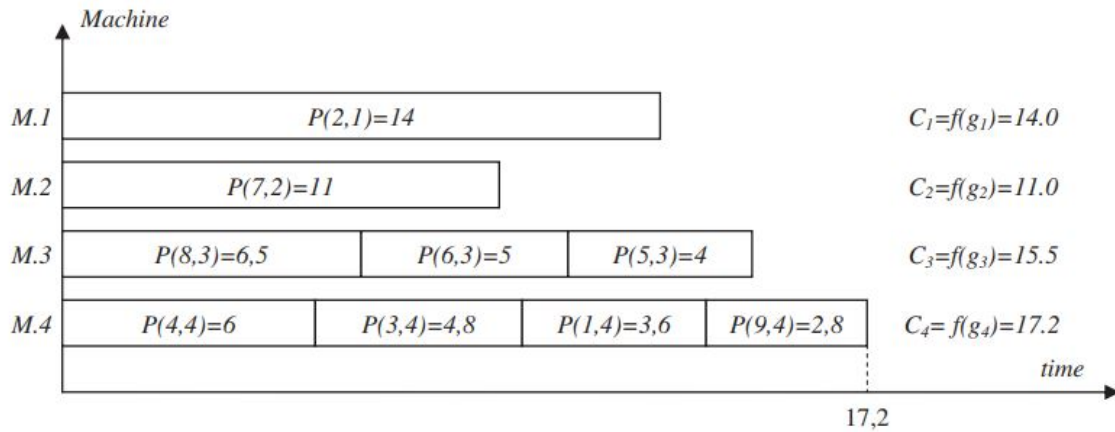 Machine
M.1 P(2,1)=14 C₁=f(g₁)=14.0
M.2 P(7,2)=11 C₂=f(g₂)=11.0
M.3 P(8,3)=6,5 P(6,3)=5 P(5,3)=4 C₃=f(g₃)=15.5
M.4 P(4,4)=6 P(3,4)=4,8 P(1,4)=3,6 P(9,4)=2,8 C₄= f(g₄)=17.2
time
17,2